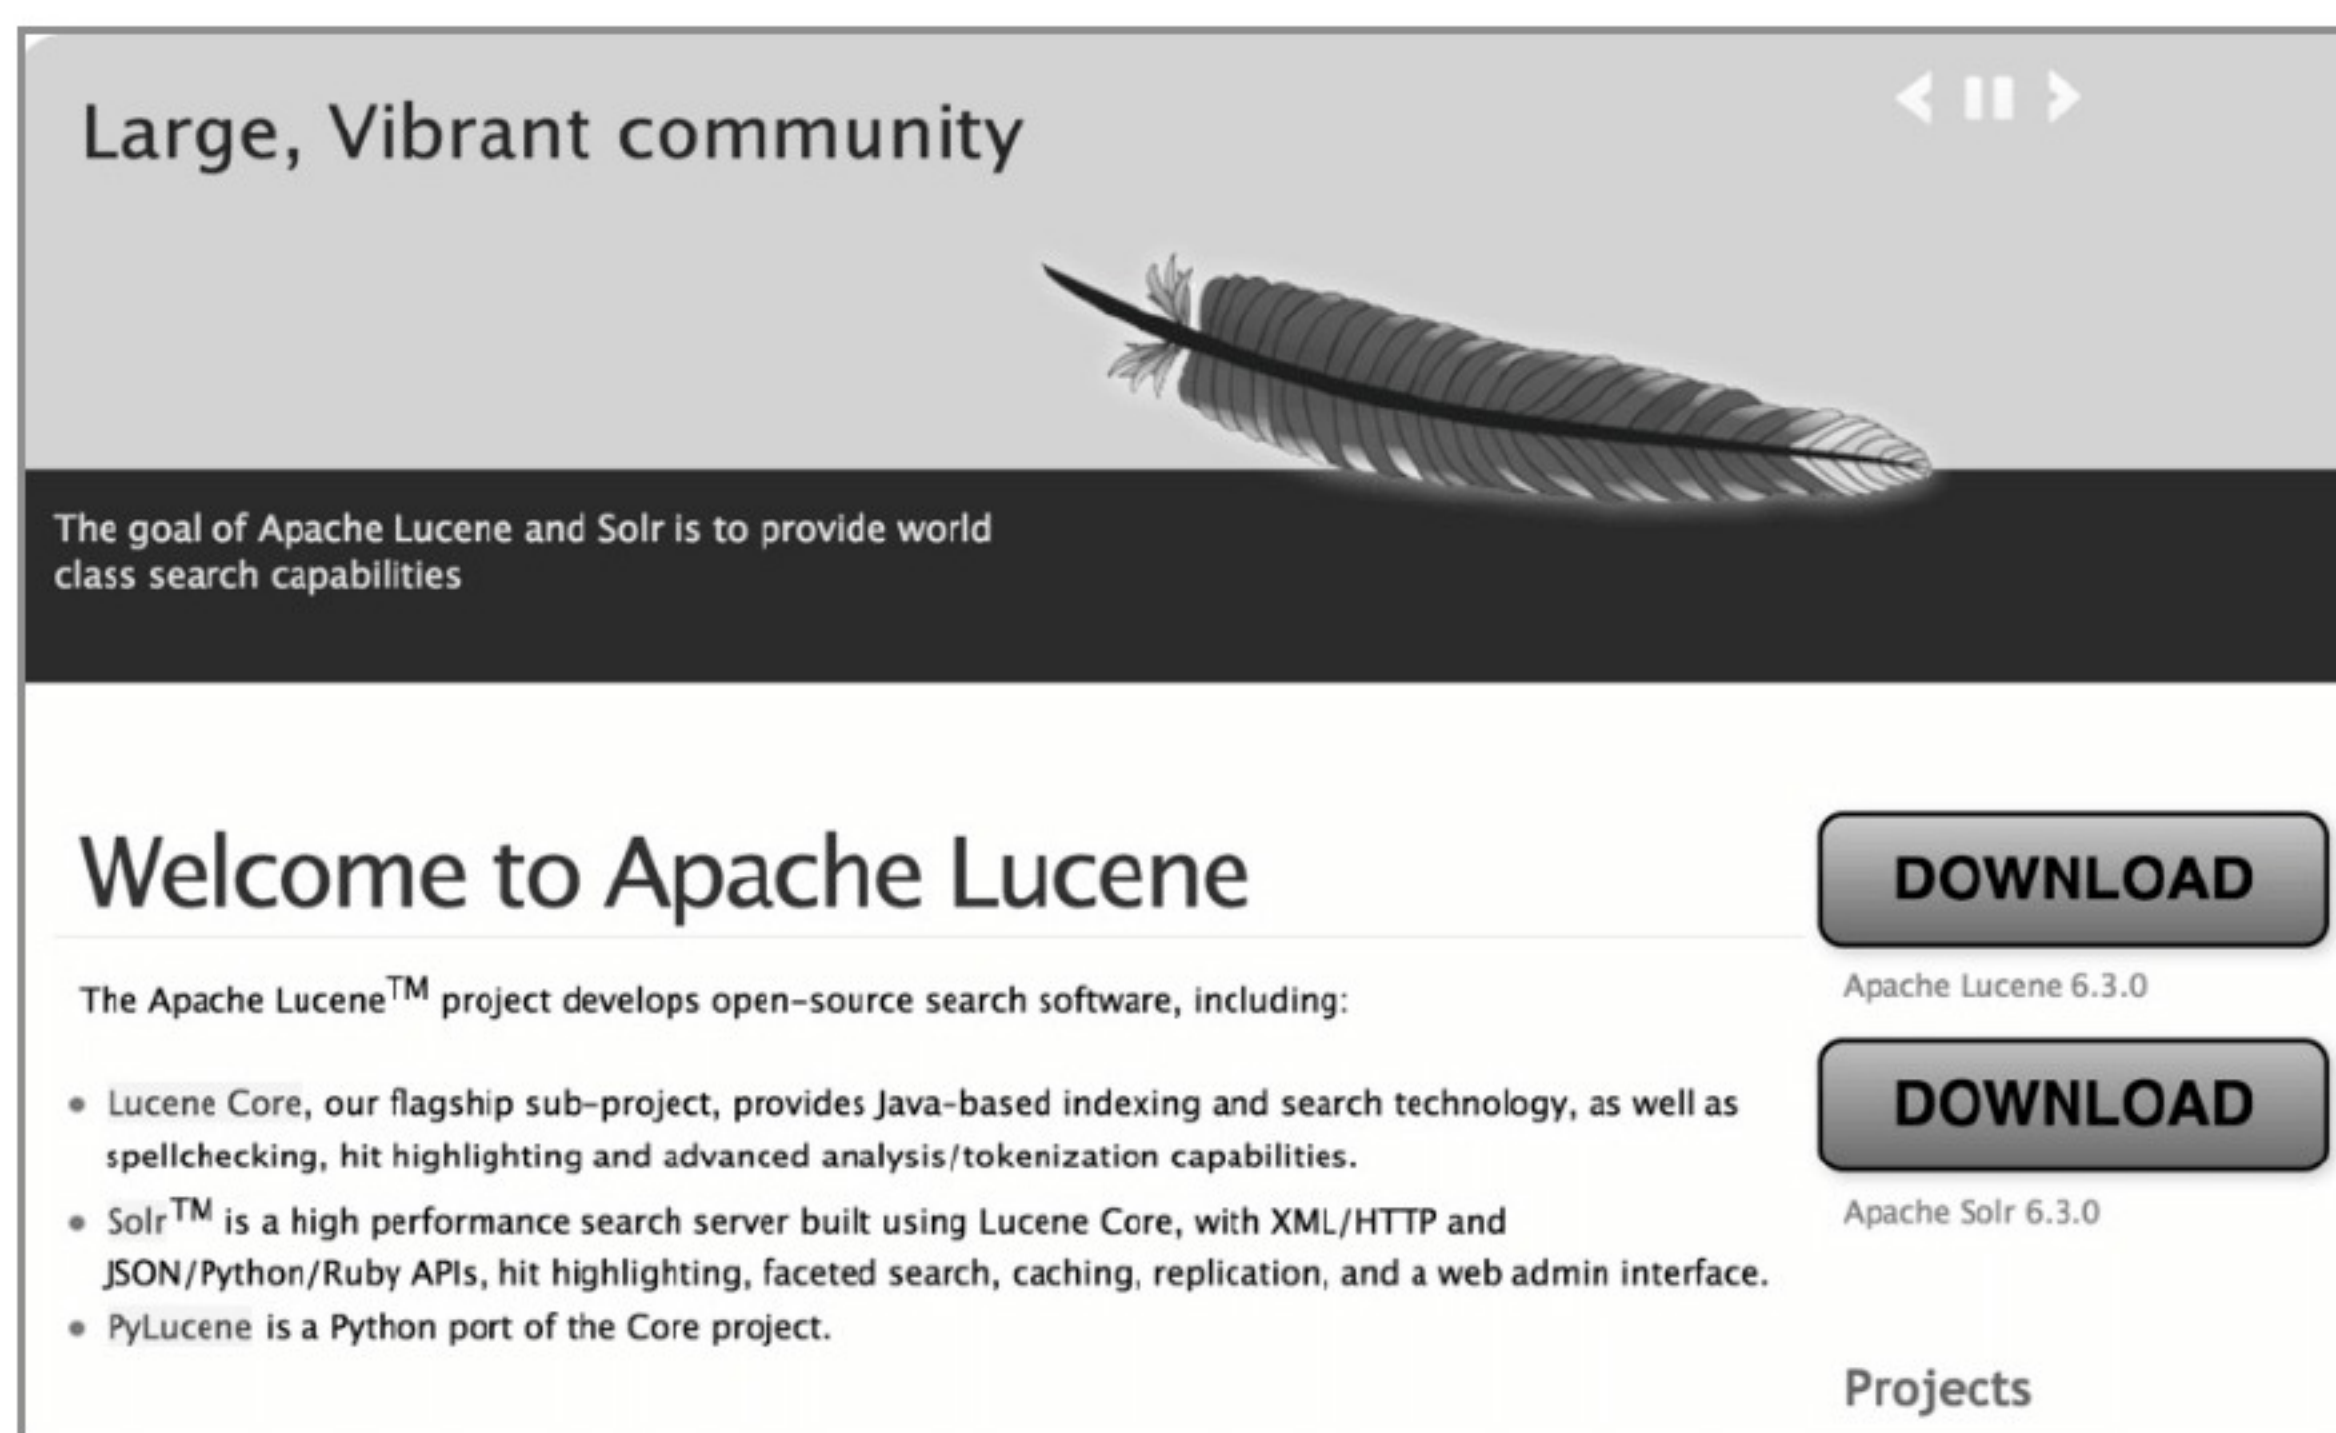 Large, Vibrant community
The goal of Apache Lucene and Solr is to provide world
class search capabilities
Welcome to Apache Lucene
The Apache Lucene™ project develops open-source search software, including:
• Lucene Core, our flagship sub-project, provides Java-based indexing and search technology, as well as
spellchecking, hit highlighting and advanced analysis/tokenization capabilities.
• Solr™ is a high performance search server built using Lucene Core, with XML/HTTP and
JSON/Python/Ruby APIs, hit highlighting, faceted search, caching, replication, and a web admin interface.
• PyLucene is a Python port of the Core project.
DOWNLOAD
Apache Lucene 6.3.0
DOWNLOAD
Apache Solr 6.3.0
Projects